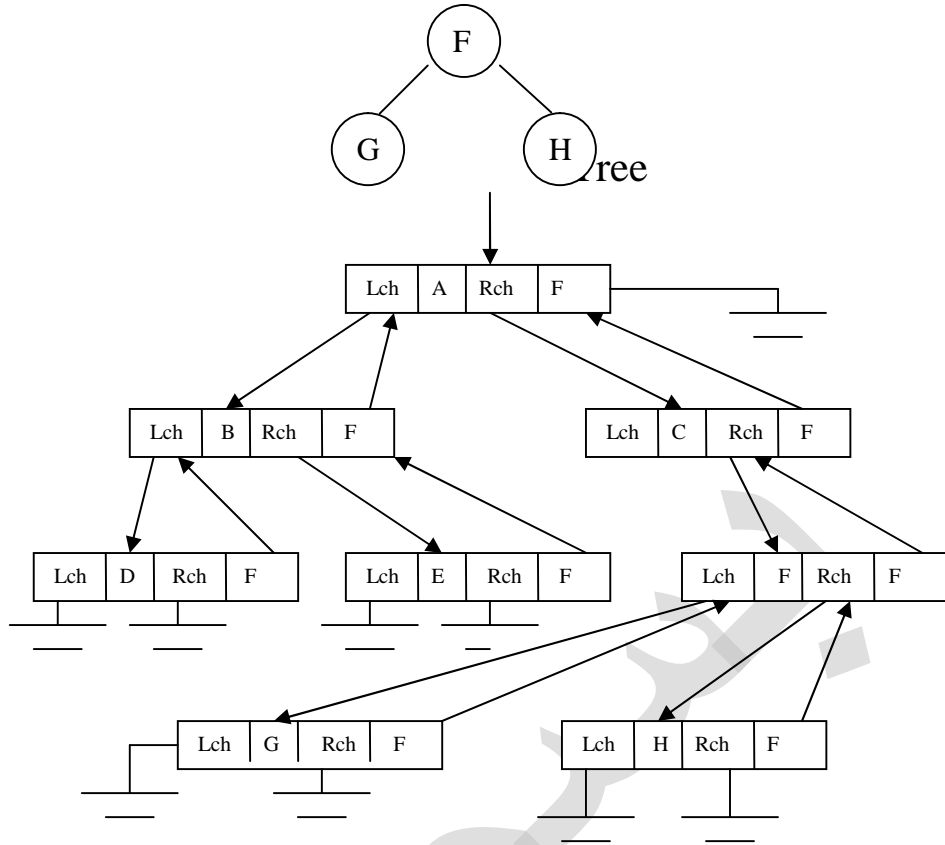 F
G H
Tree
Lch A Rch F
Lch B Rch F
Lch C Rch F
Lch D Rch F
Lch E Rch F
Lch F Rch F
Lch G Rch F
Lch H Rch F